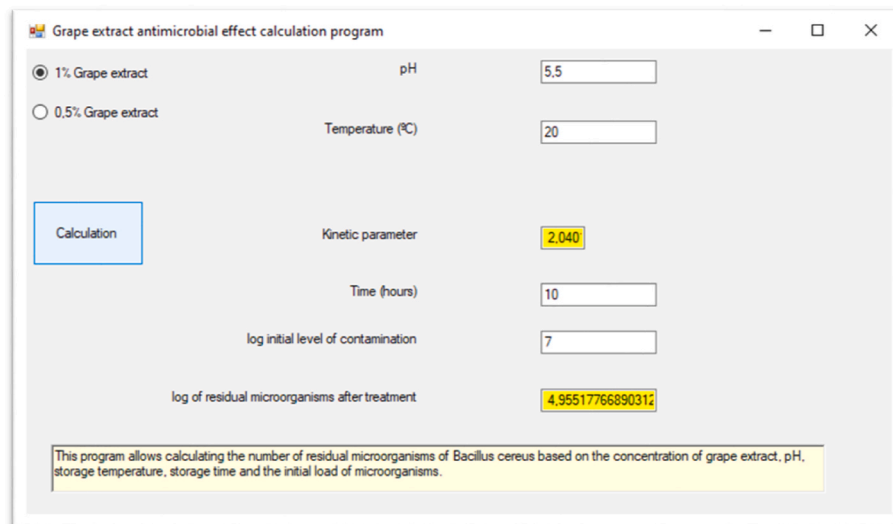 Grape extract antimicrobial effect calculation program
1% Grape extract
pH
5,5
0,5% Grape extract
Temperature (ºC)
20
Calculation
Kinetic parameter
2,040
Time (hours)
10
log initial level of contamination
7
log of residual microorganisms after treatment
4,95517766890312
This program allows calculating the number of residual microorganisms of Bacillus cereus based on the concentration of grape extract, pH,
storage temperature, storage time and the initial load of microorganisms.